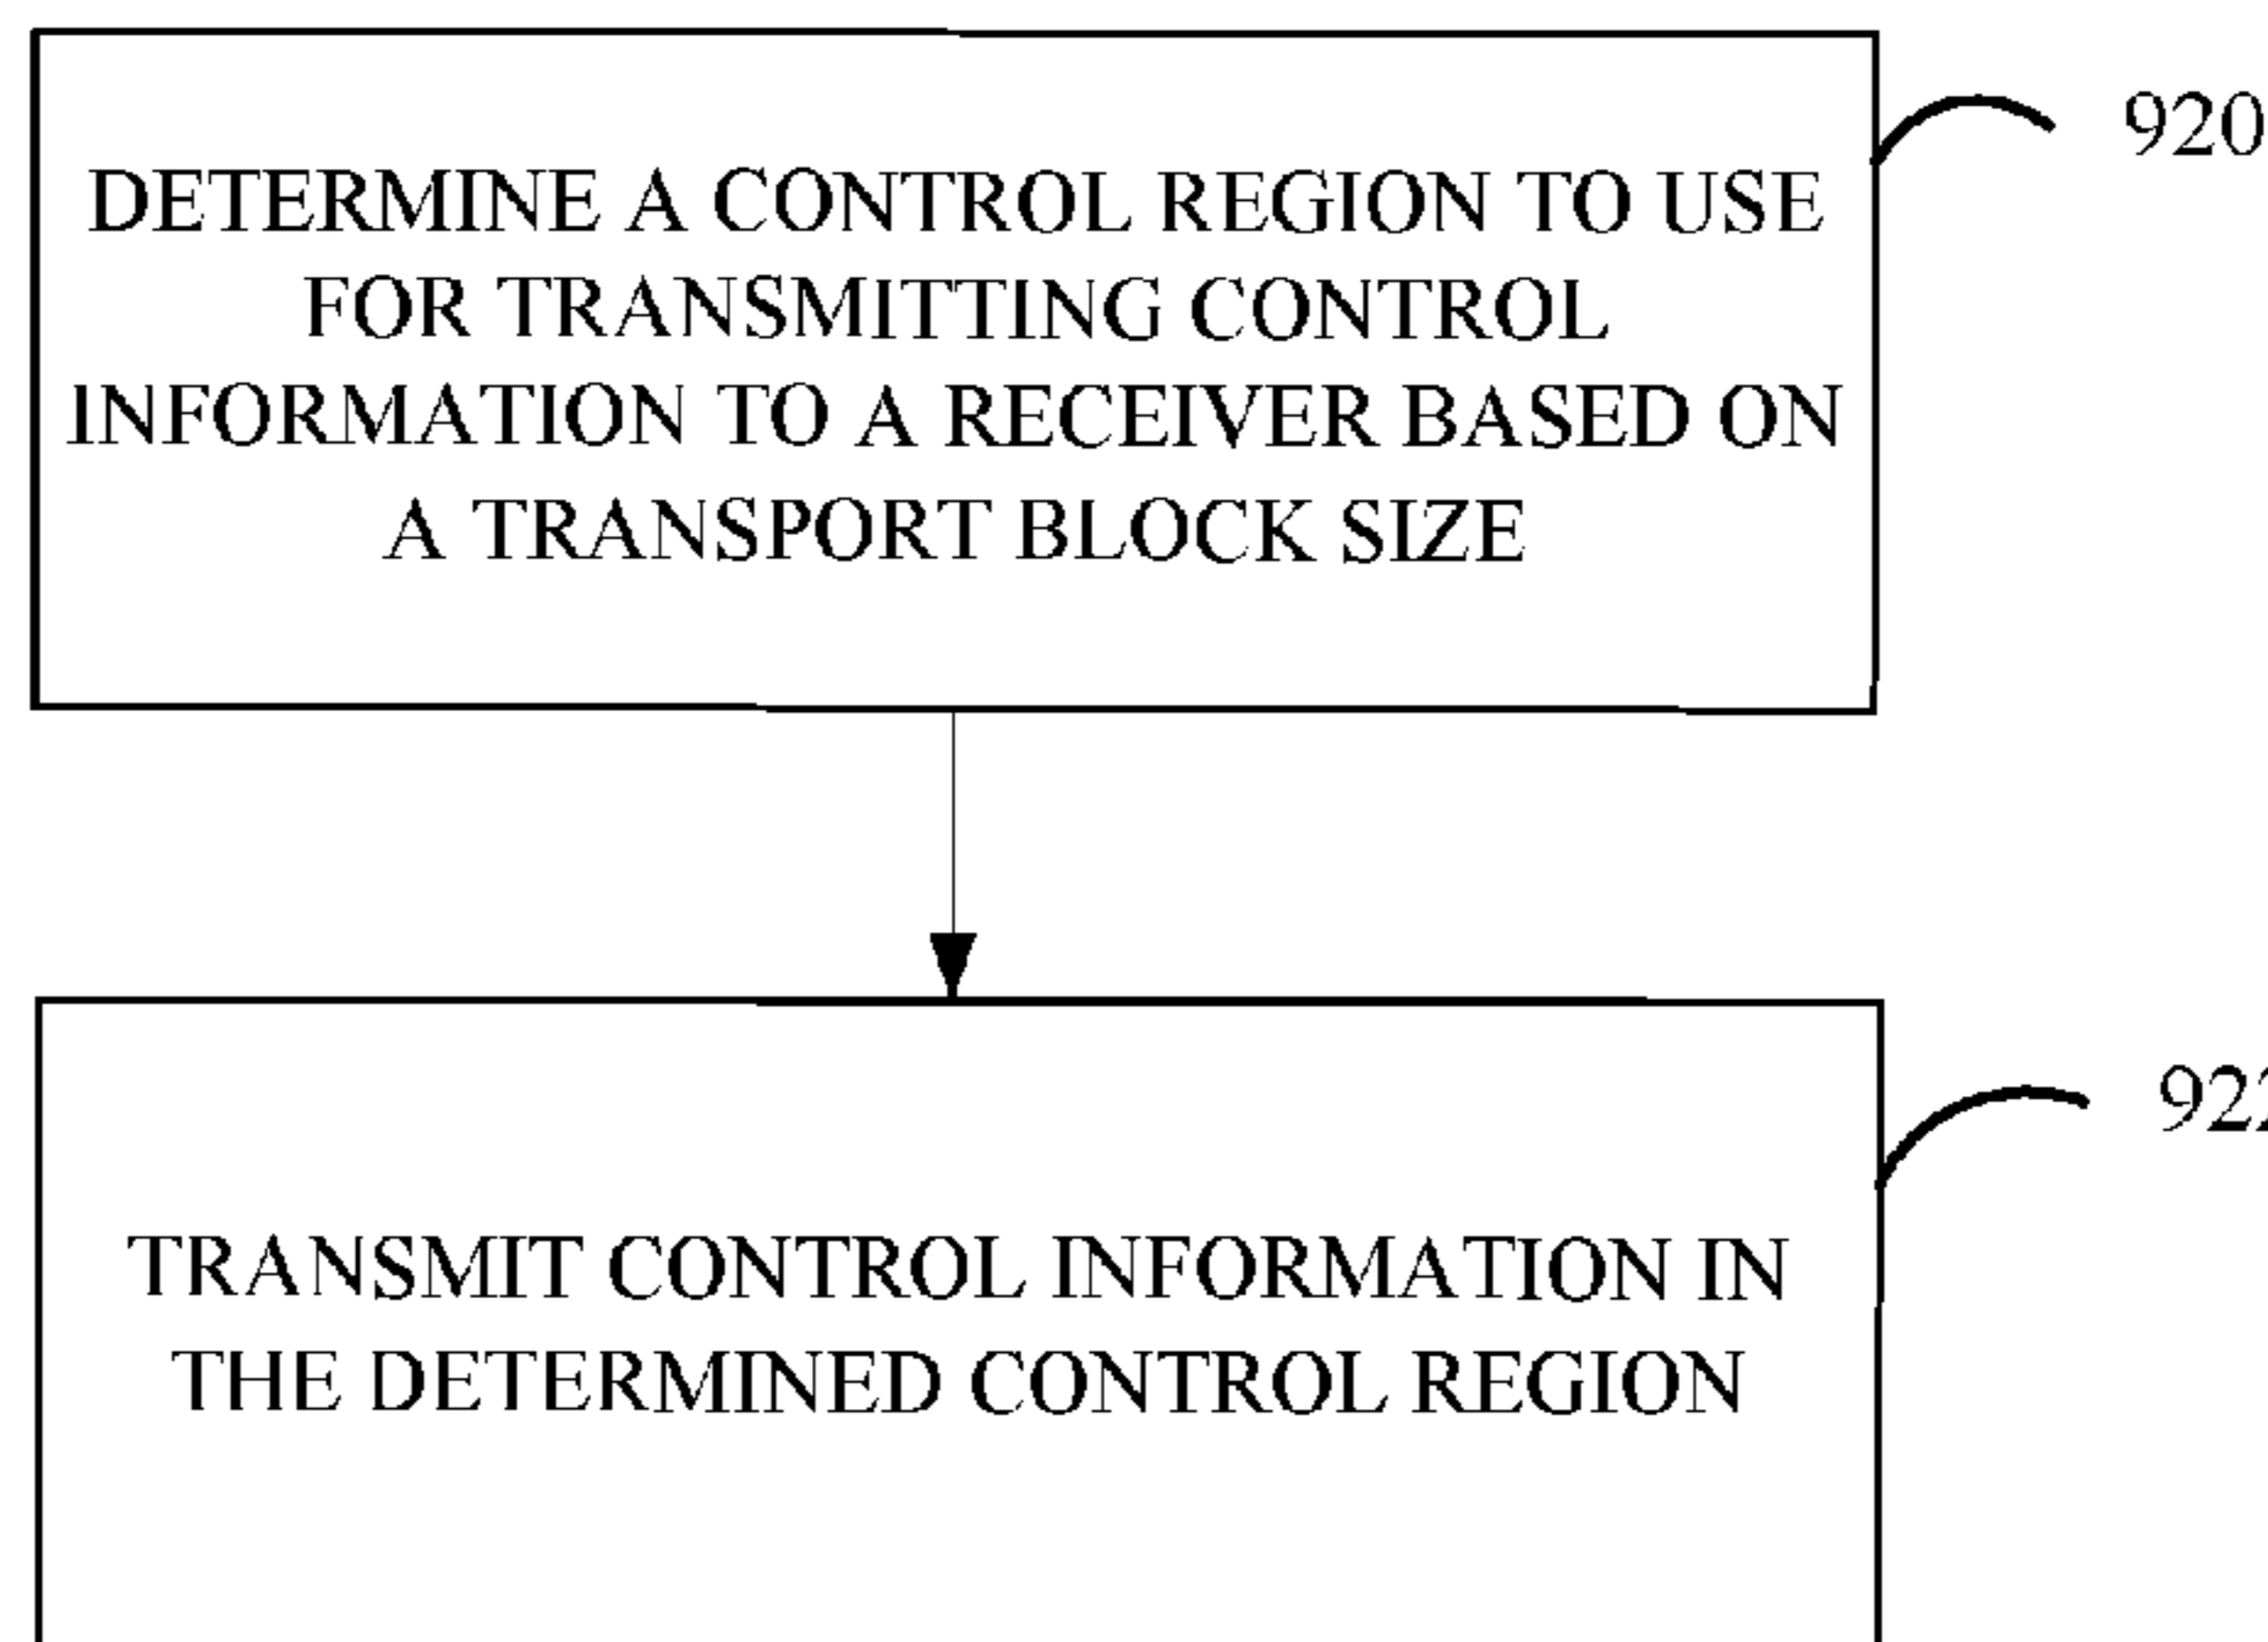 DETERMINE A CONTROL REGION TO USE
FOR TRANSMITTING CONTROL
INFORMATION TO A RECEIVER BASED ON
A TRANSPORT BLOCK SIZE
920
922
TRANSMIT CONTROL INFORMATION IN
THE DETERMINED CONTROL REGION